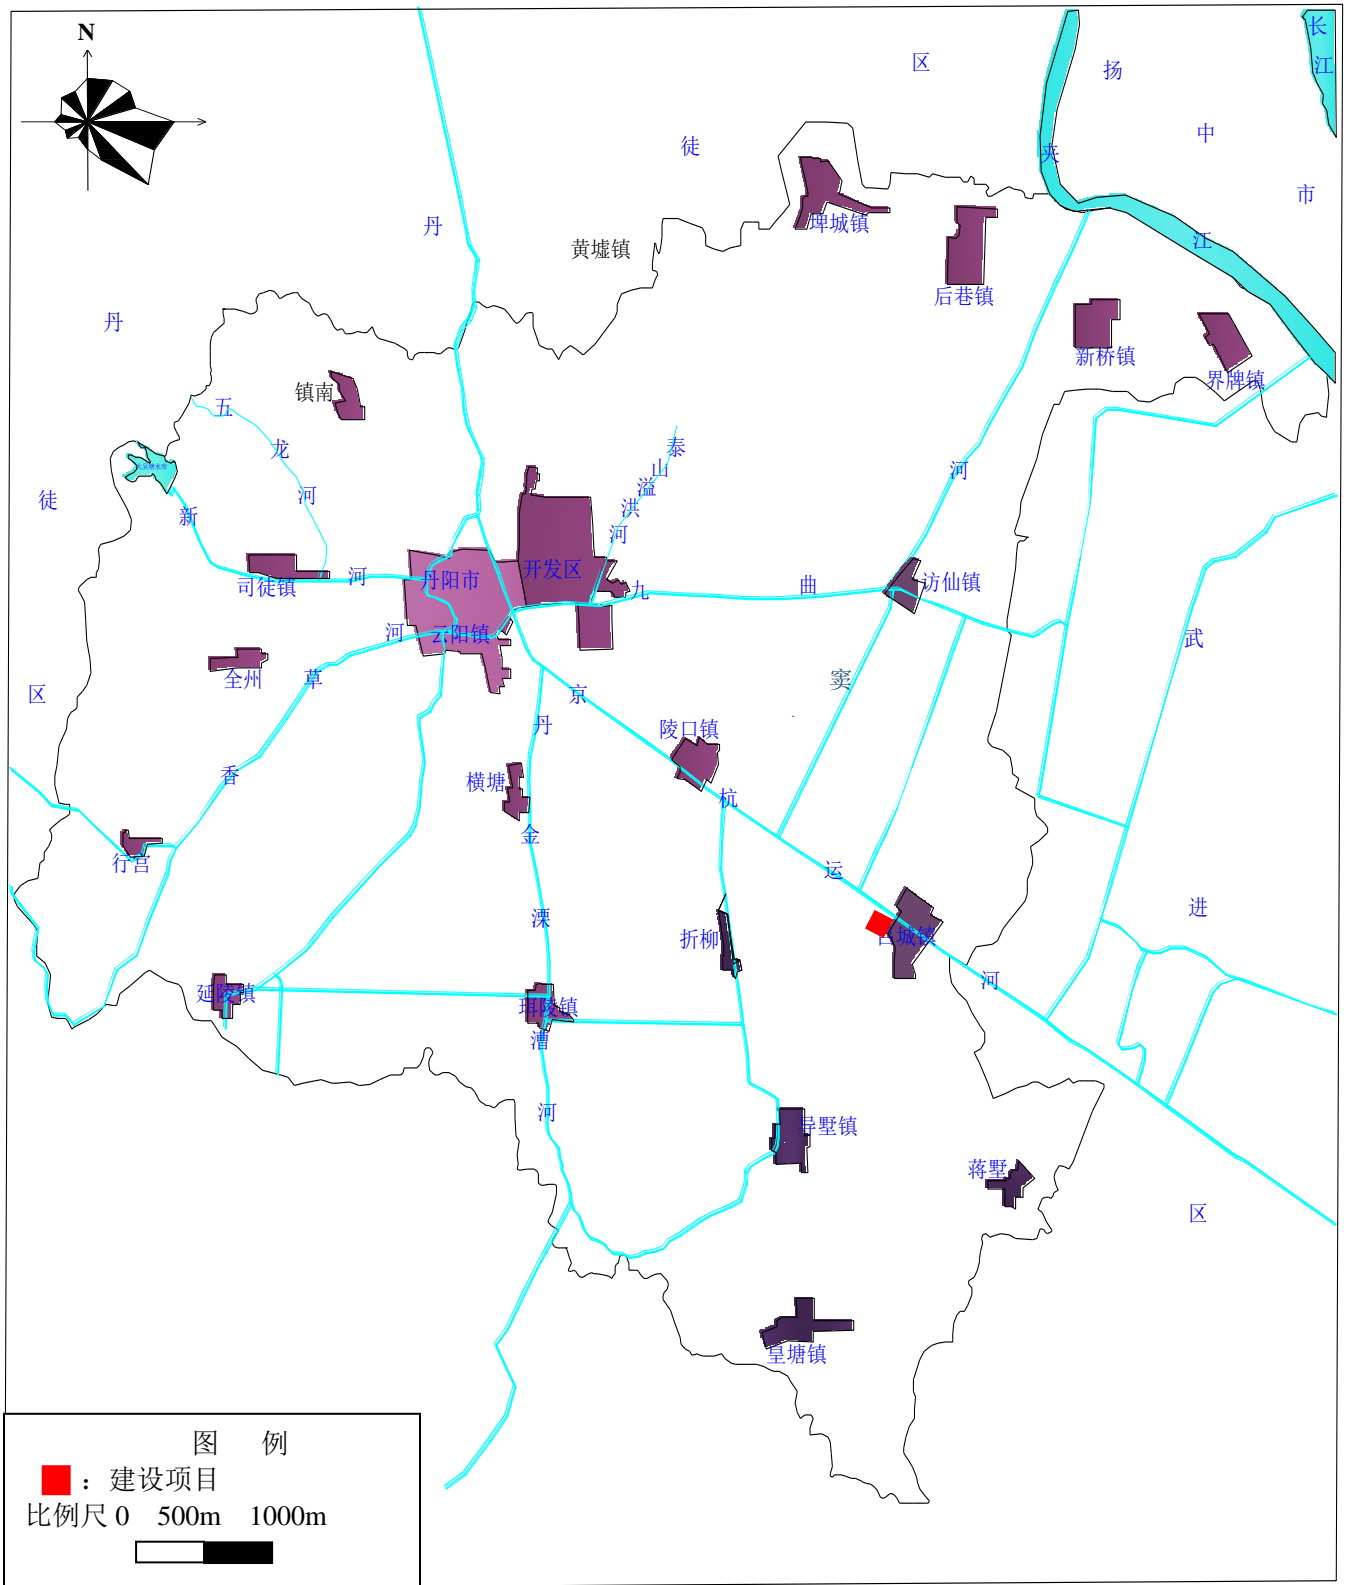 N
长
江
区
扬
中
市
夹
江
徒
丹
丹
徒
区
黄墟镇
埤城镇
后巷镇
新桥镇
界牌镇
镇南
五
龙
河
泰
山
溢
洪
河
河
新
河
司徒镇
丹阳市
开发区
九
曲
访仙镇
云阳镇
河
草
香
全州
武
进
区
窦
京
杭
运
河
丹
金
溧
漕
河
陵口镇
横塘
行宫
折柳
延陵镇
珥陵镇
导墅镇
蒋墅
呈塘镇
图 例
：建设项目
比例尺 0 500m 1000m